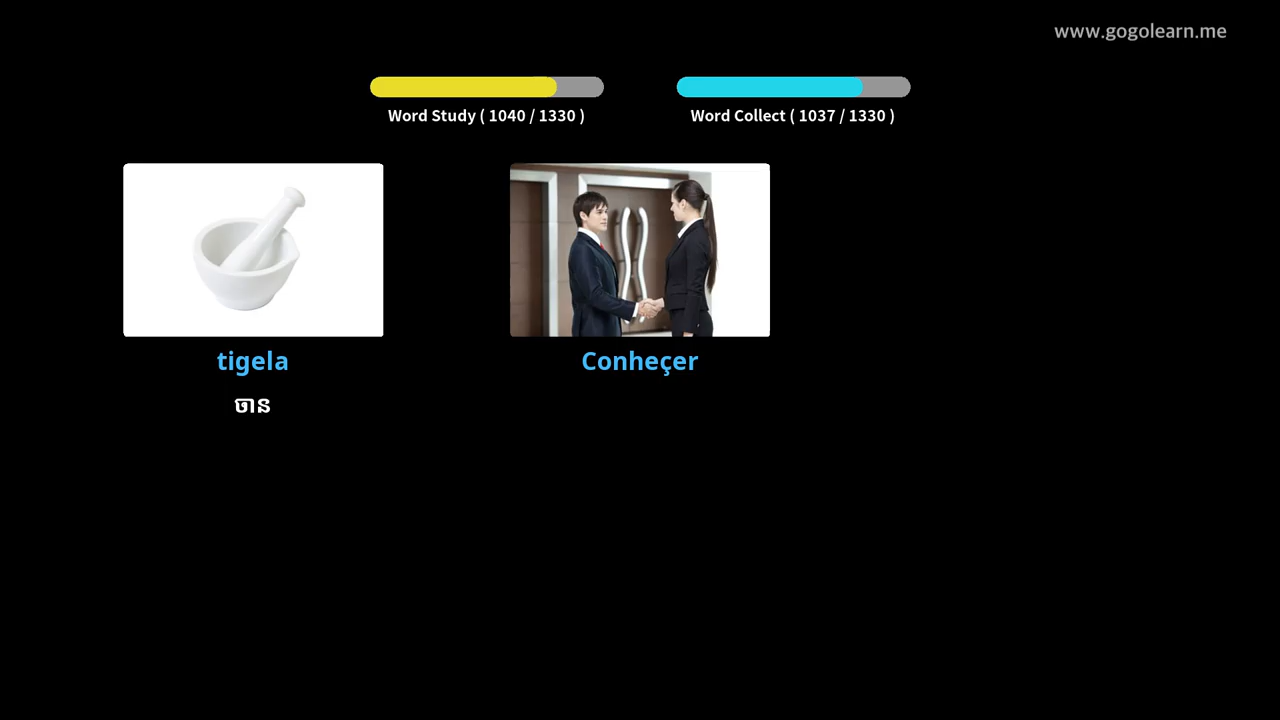 www.gogolearn.me
Word Study ( 1040 / 1330 )
Word Collect ( 1037 / 1330 )
tigela
Conheçer
ចាន